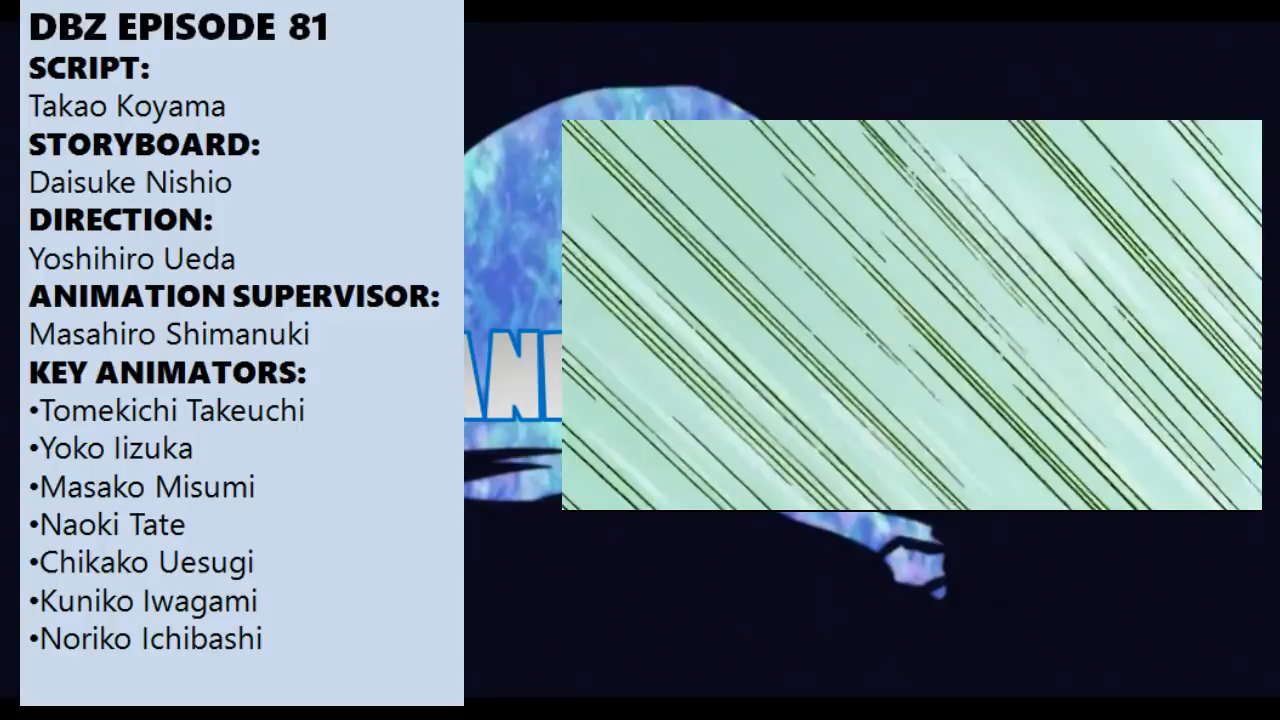 DBZ EPISODE 81
SCRIPT:
Takao Koyama
STORYBOARD:
Daisuke Nishio
DIRECTION:
Yoshihiro Ueda
ANIMATION SUPERVISOR:
Masahiro Shimanuki
KEY ANIMATORS:
•Tomekichi Takeuchi
•Yoko Iizuka
•Masako Misumi
•Naoki Tate
•Chikako Uesugi
•Kuniko Iwagami
•Noriko Ichibashi